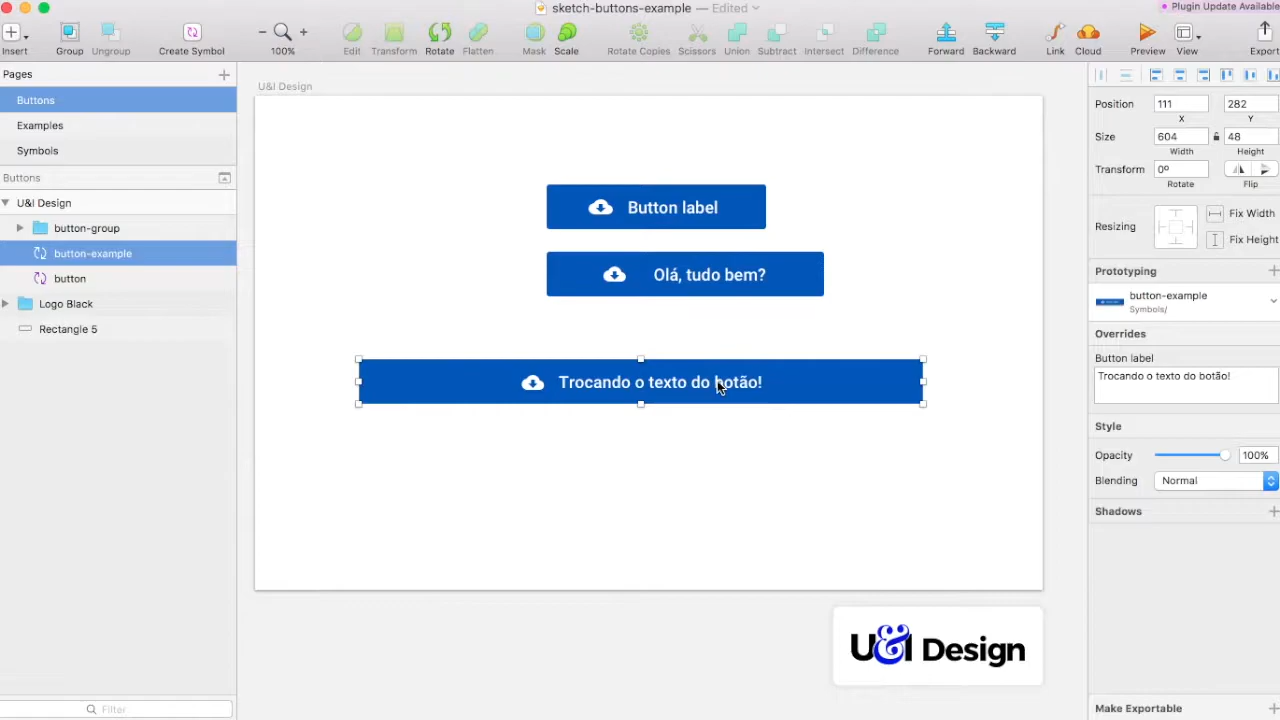 sketch-buttons-example — Edited
Plugin Update Available
Insert
Group
Ungroup
Create Symbol
100%
Edit
Transform
Rotate
Flatten
Mask
Scale
Rotate Copies
Scissors
Union
Subtract
Intersect
Difference
Forward
Backward
Link
Cloud
Preview
View
Export
Pages
Buttons
Examples
Symbols
Buttons
U&I Design
button-group
button-example
button
Logo Black
Rectangle 5
Filter
U&I Design
Button label
Olá, tudo bem?
Trocando o texto do botão!
U&I Design
Position
111
282
X
Y
Size
604
48
Width
Height
Transform
0º
Rotate
Flip
Resizing
Fix Width
Fix Height
Prototyping
button-example
Symbols/
Overrides
Button label
Trocando o texto do botão!
Style
Opacity
100%
Blending
Normal
Shadows
Make Exportable